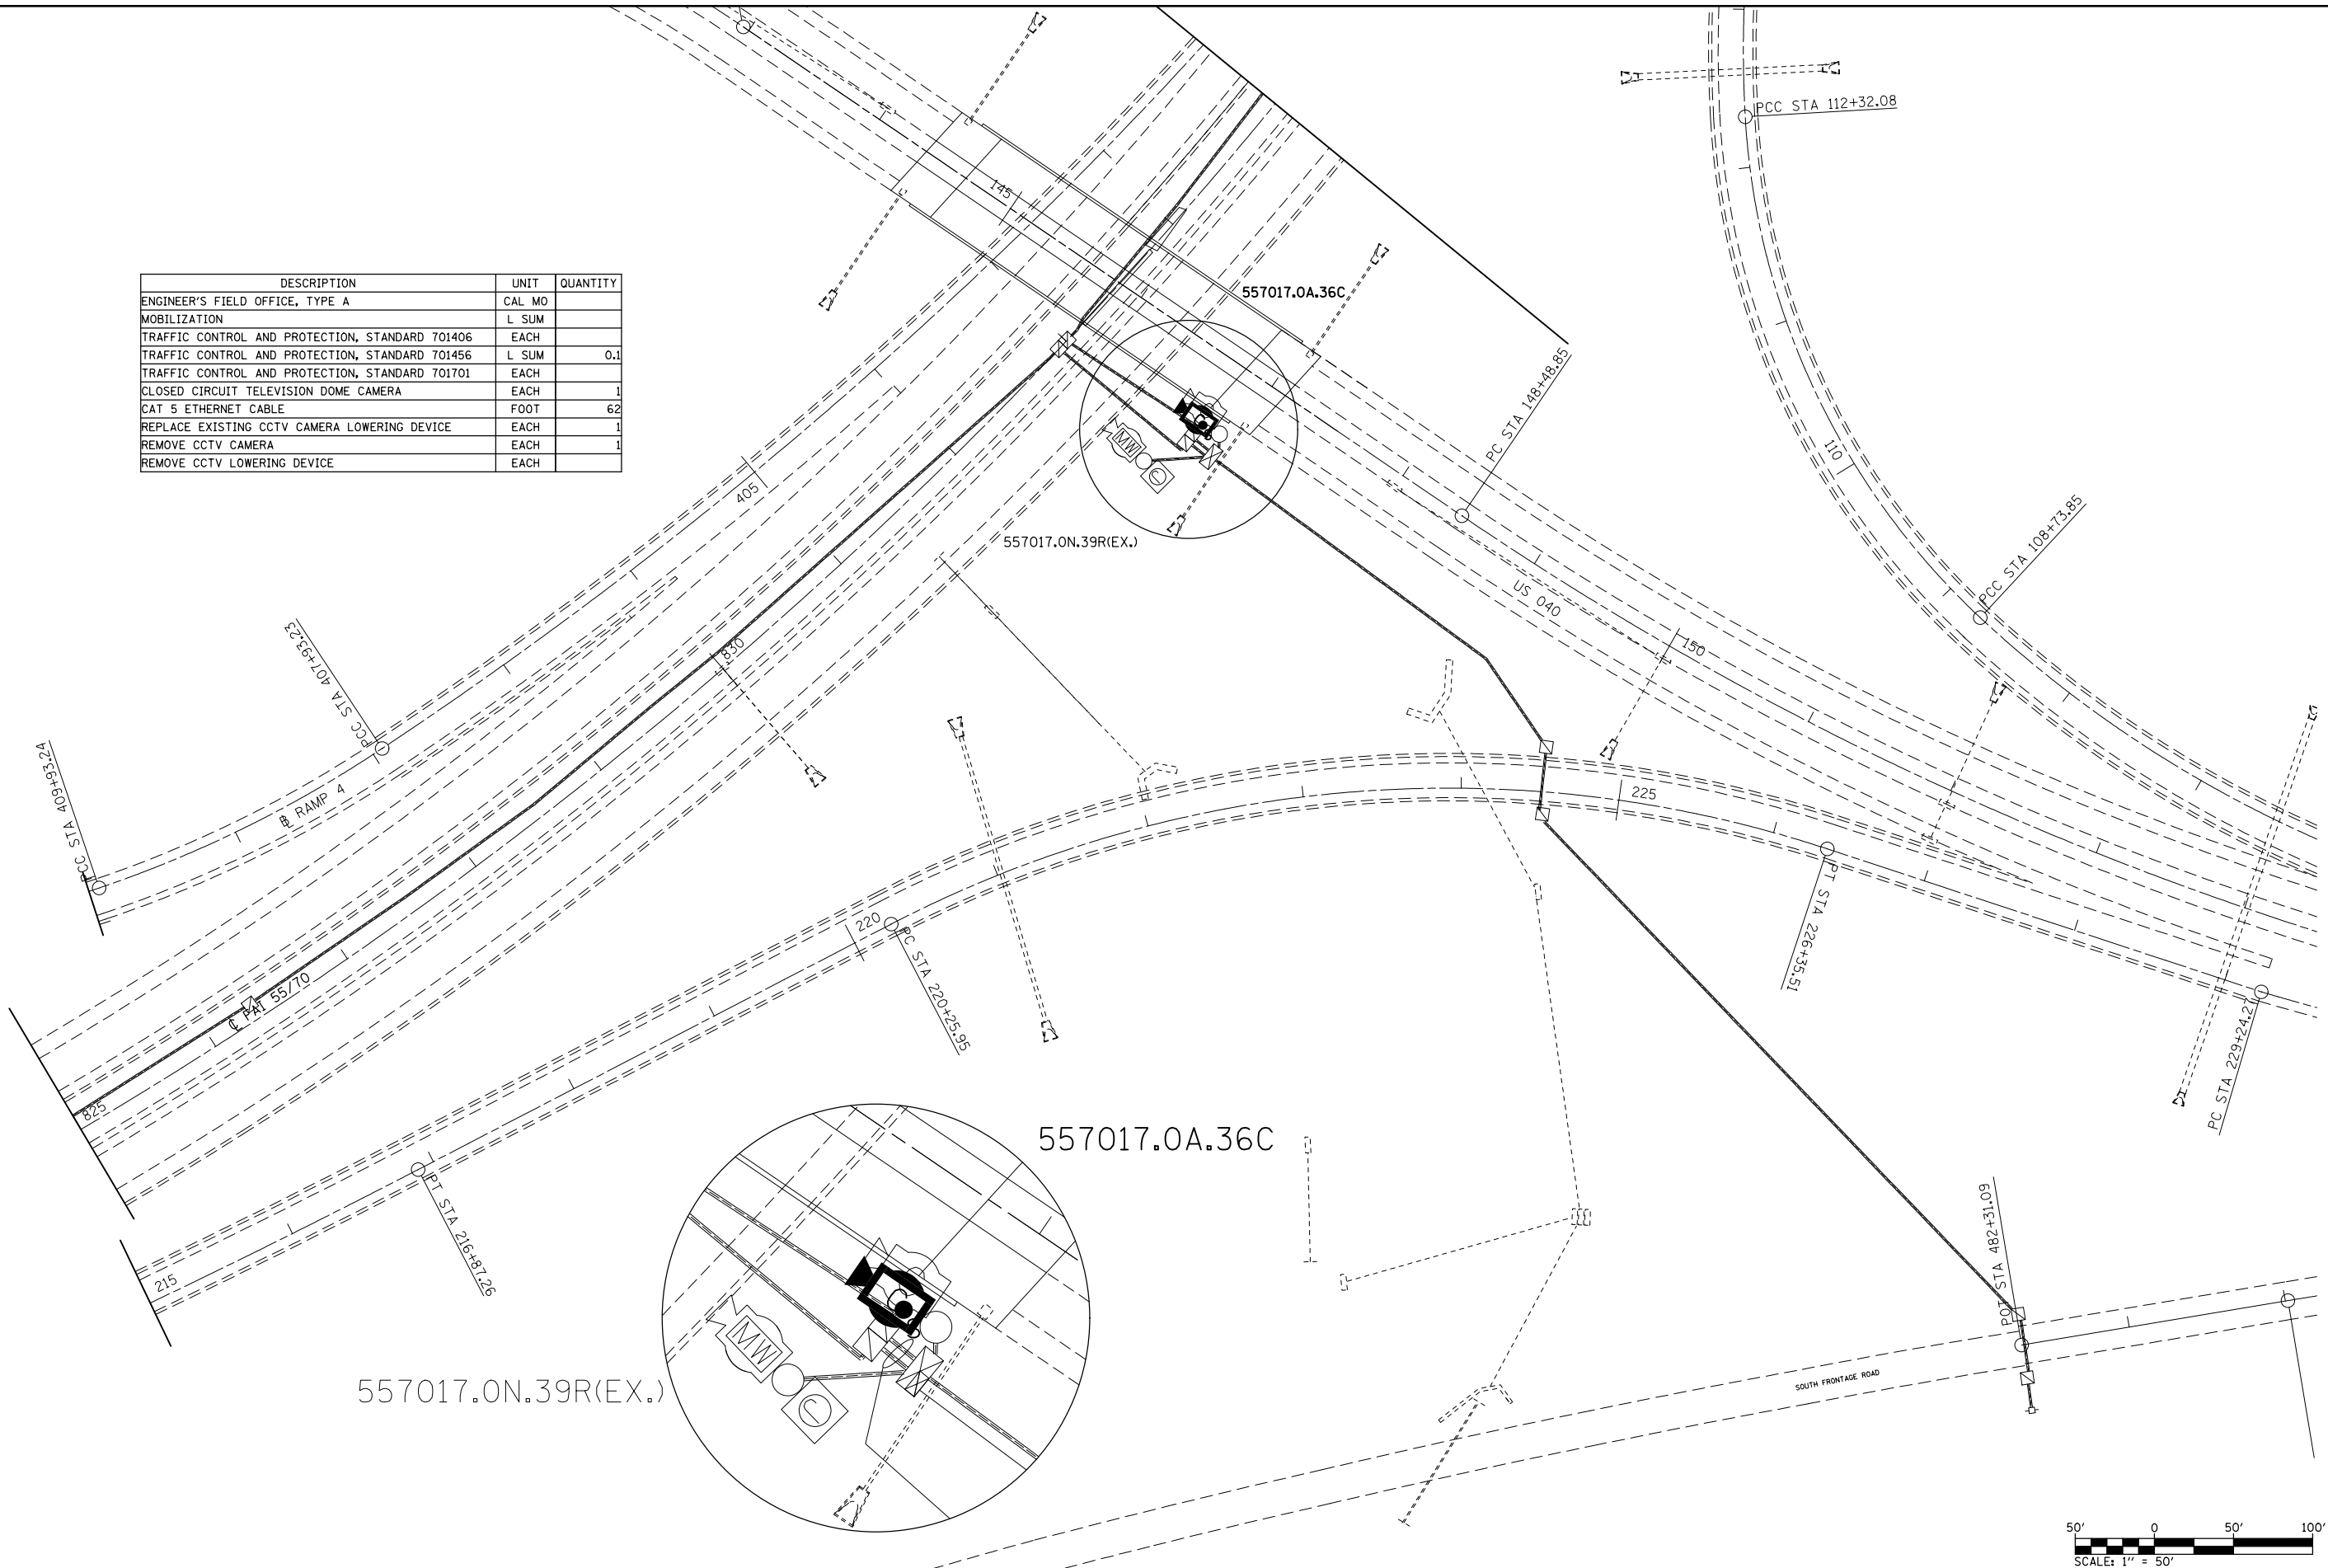 DESCRIPTION UNIT QUANTITY
ENGINEER'S FIELD OFFICE, TYPE A CAL MO
MOBILIZATION L SUM
TRAFFIC CONTROL AND PROTECTION, STANDARD 701406 EACH
TRAFFIC CONTROL AND PROTECTION, STANDARD 701456 L SUM 0.1
TRAFFIC CONTROL AND PROTECTION, STANDARD 701701 EACH
CLOSED CIRCUIT TELEVISION DOME CAMERA EACH 1
CAT 5 ETHERNET CABLE FOOT 62
REPLACE EXISTING CCTV CAMERA LOWERING DEVICE EACH 1
REMOVE CCTV CAMERA EACH 1
REMOVE CCTV LOWERING DEVICE EACH
PCC STA 112+32.08
145
557017.0A.36C
PC STA 148+48.85
110
MW
405
PCC STA 108+73.85
557017.0N.39R(EX.)
US 040
150
830
PCC STA 407+93.23
PCC STA 409+93.24
℄ RAMP 4
225
PT STA 226+35.51
220
PC STA 220+25.95
℄ FAI 55/70
PC STA 229+24.27
825
557017.0A.36C
PT STA 216+87.26
POT STA 482+31.09
215
MW
557017.0N.39R(EX.)
SOUTH FRONTAGE ROAD
50' 0 50' 100'
SCALE: 1'' = 50'